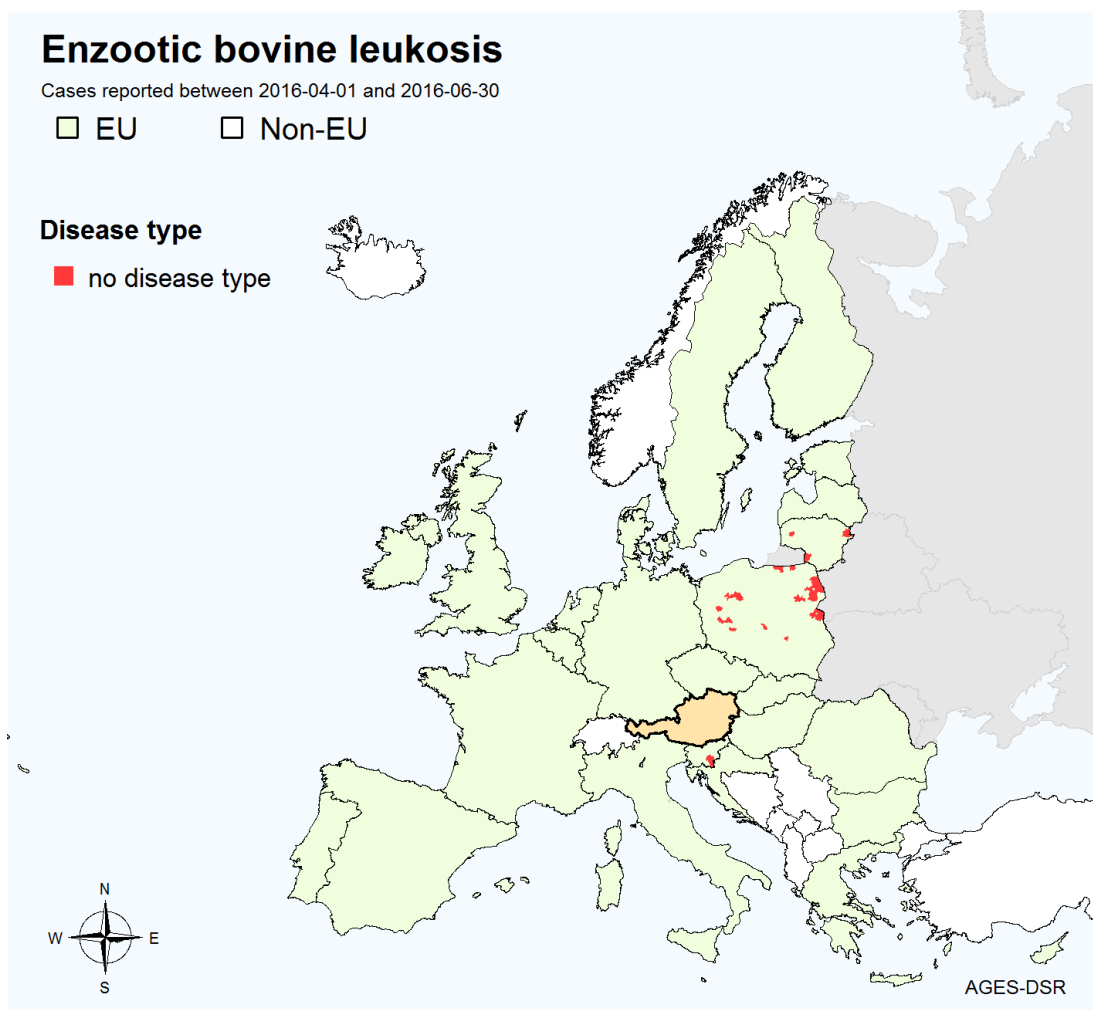 Enzootic bovine leukosis
Cases reported between 2016-04-01 and 2016-06-30
EU Non-EU
Disease type
no disease type
N
W E
S
AGES-DSR